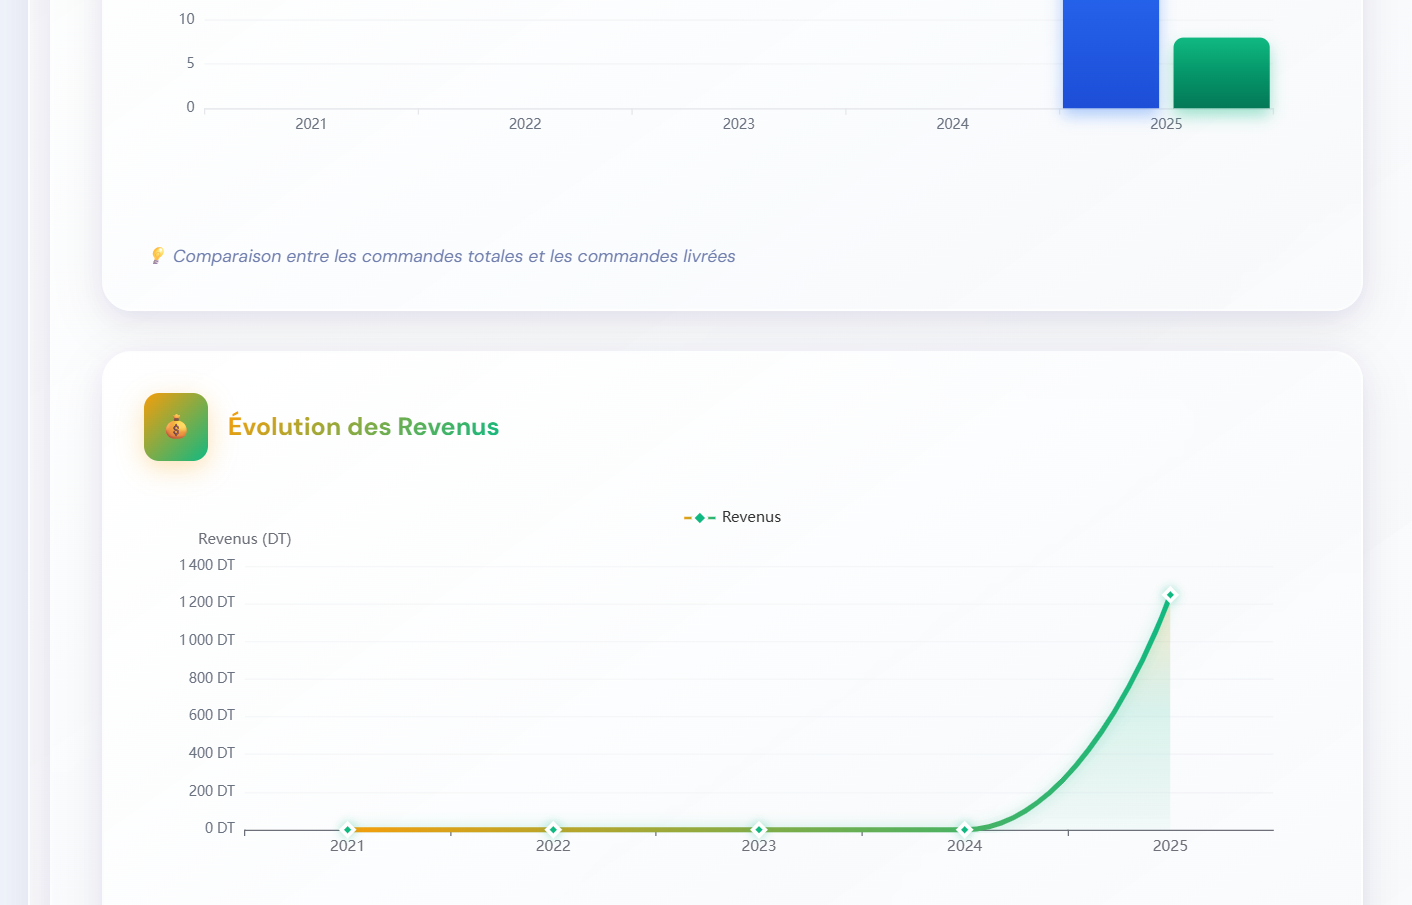 10
5
0
2021 2022 2023 2024 2025
Comparaison entre les commandes totales et les commandes livrées
Évolution des Revenus
Revenus
Revenus (DT)
1 400 DT
1 200 DT
1 000 DT
800 DT
600 DT
400 DT
200 DT
0 DT
2021 2022 2023 2024 2025